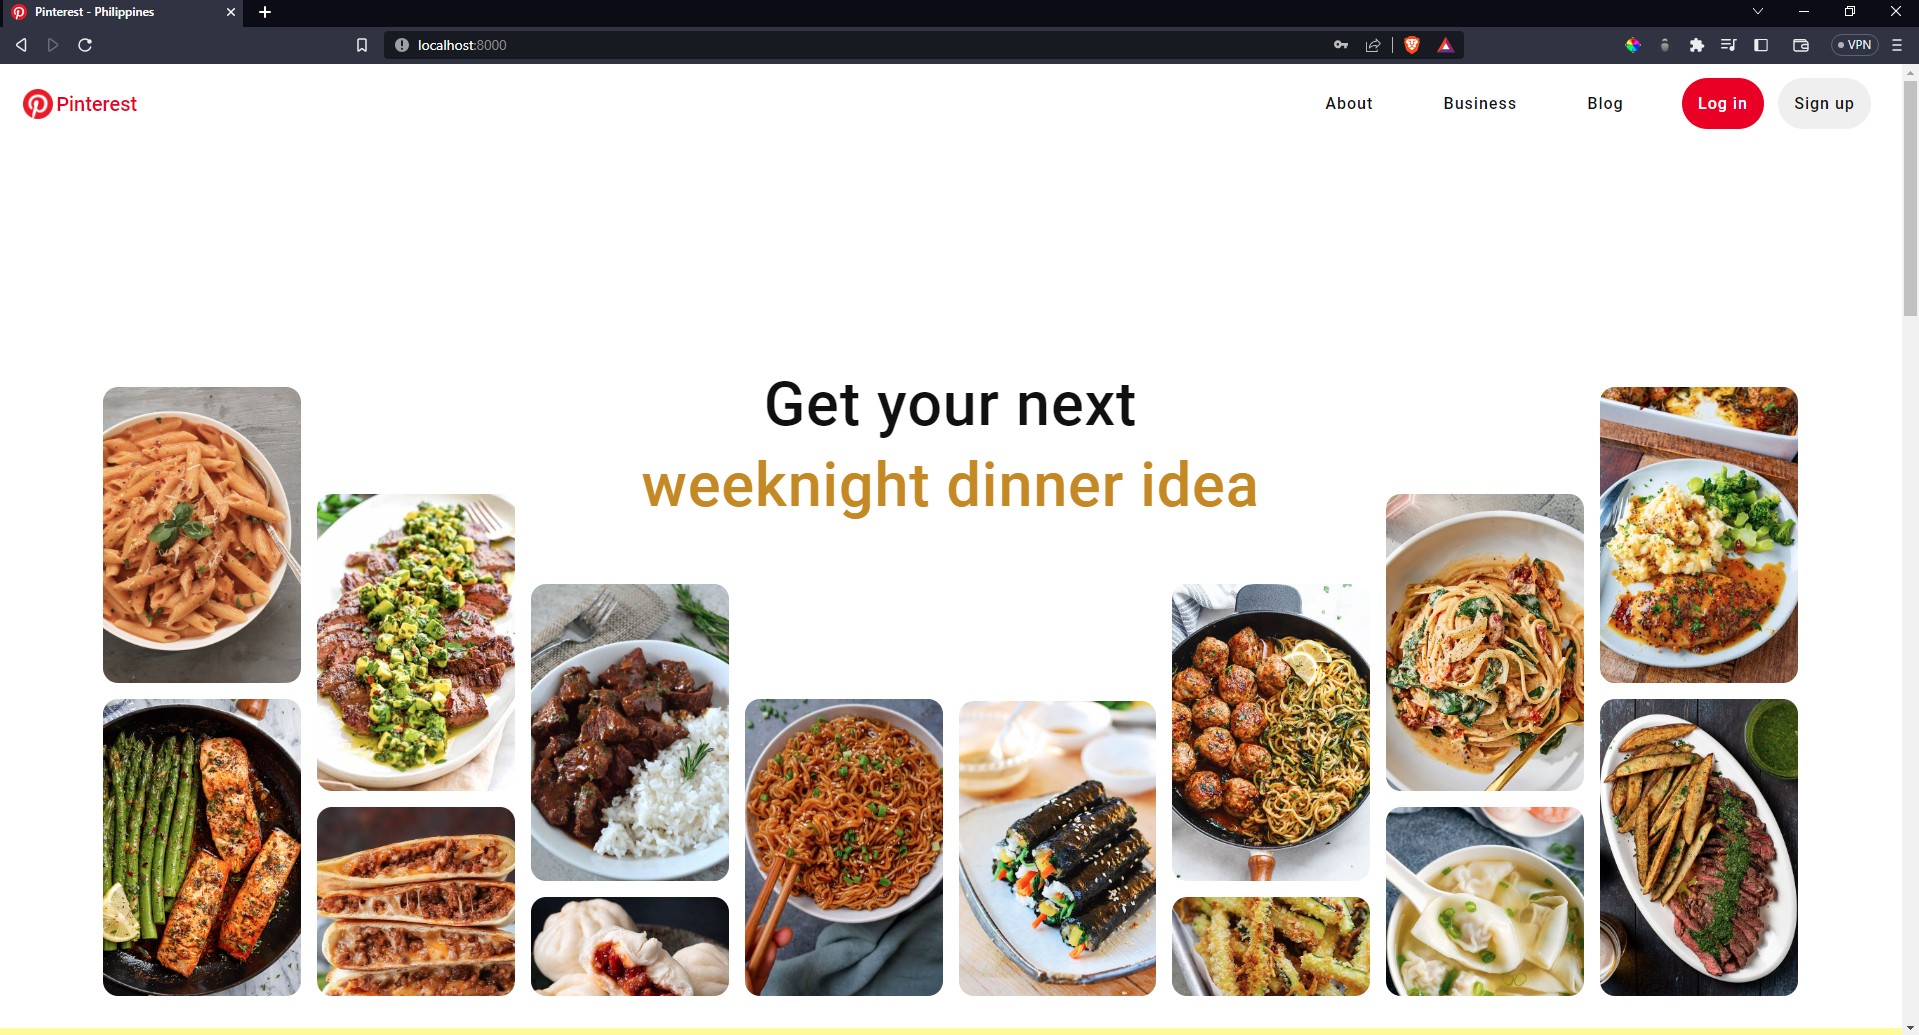 Pinterest - Philippines
localhost:8000
VPN
Pinterest
About
Business
Blog
Log in
Sign up
Get your next
weeknight dinner idea